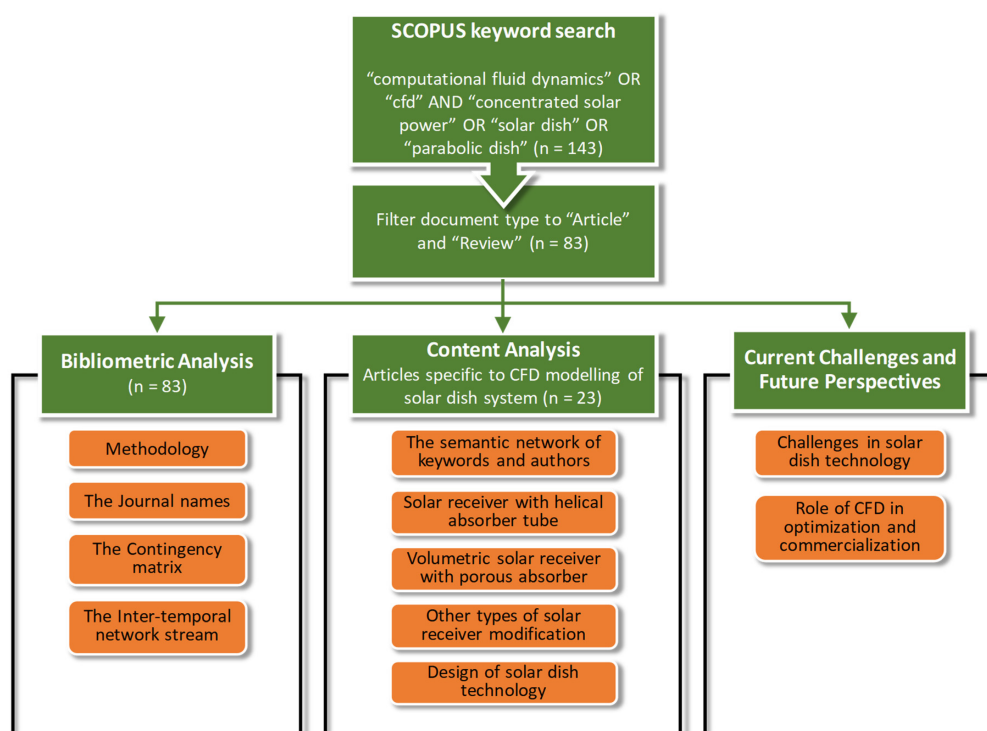 SCOPUS keyword search
“computational fluid dynamics” OR
“cfd” AND “concentrated solar
power” OR “solar dish” OR
“parabolic dish” (n = 143)
Filter document type to “Article”
and “Review” (n = 83)
Bibliometric Analysis
(n = 83)
Methodology
The Journal names
The Contingency
matrix
The Inter-temporal
network stream
Content Analysis
Articles specific to CFD modelling of
solar dish system (n = 23)
The semantic network of
keywords and authors
Solar receiver with helical
absorber tube
Volumetric solar receiver
with porous absorber
Other types of solar
receiver modification
Design of solar dish
technology
Current Challenges and
Future Perspectives
Challenges in solar
dish technology
Role of CFD in
optimization and
commercialization